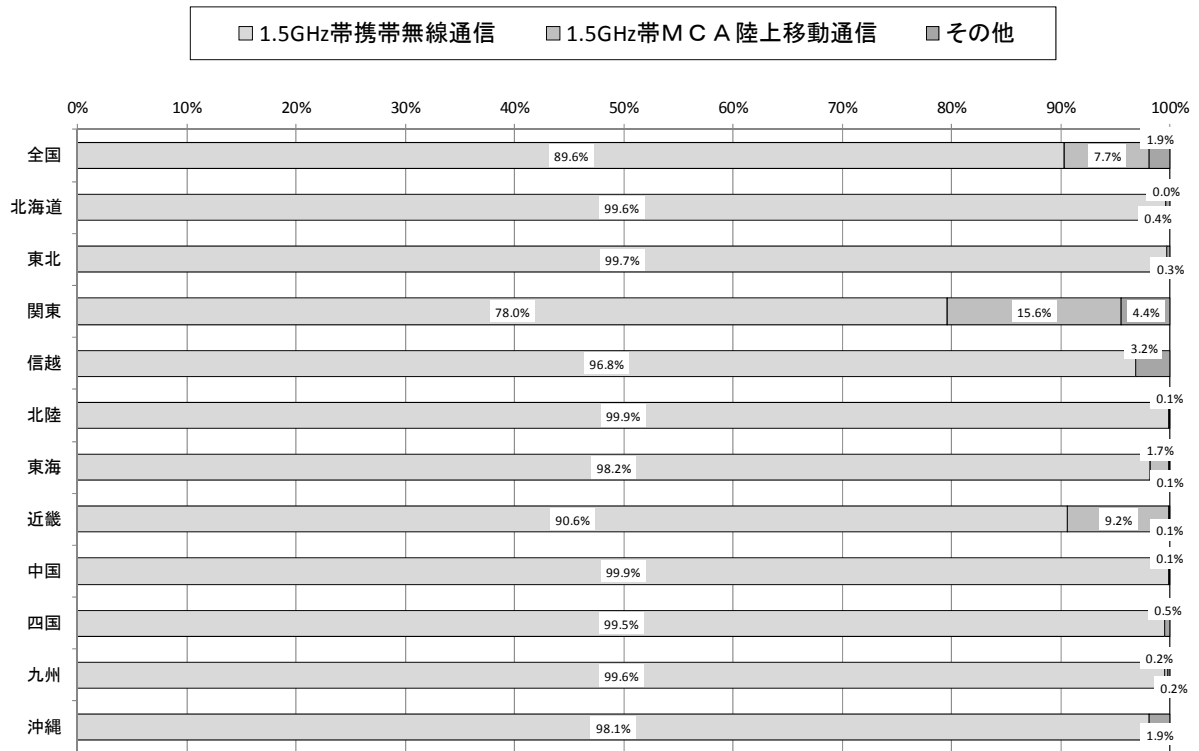 1.5GHz帯携帯無線通信 1.5GHz帯MCA陸上移動通信 その他
0% 10% 20% 30% 40% 50% 60% 70% 80% 90% 100%
全国 89.6% 7.7% 1.9%
北海道 99.6% 0.0% 0.4%
東北 99.7% 0.3%
関東 78.0% 15.6% 4.4%
信越 96.8% 3.2%
北陸 99.9% 0.1%
東海 98.2% 1.7% 0.1%
近畿 90.6% 9.2% 0.1%
中国 99.9% 0.1%
四国 99.5% 0.5%
九州 99.6% 0.2% 0.2%
沖縄 98.1% 1.9%